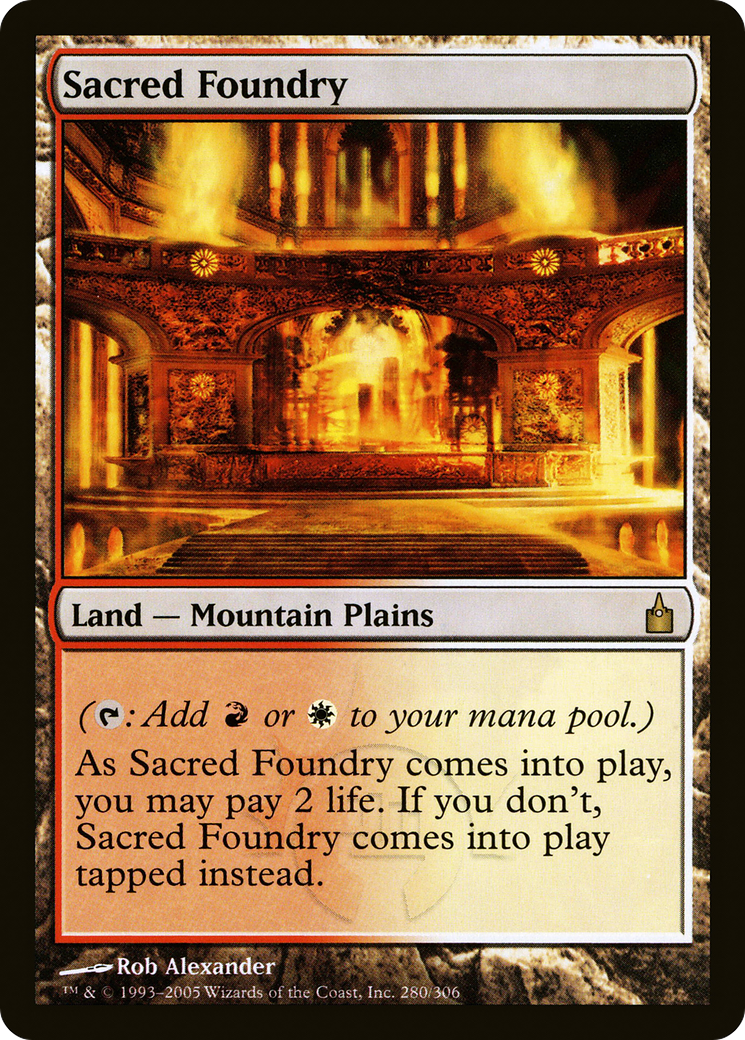 Sacred Foundry
Land — Mountain Plains
(: Add or to your mana pool.)
As Sacred Foundry comes into play,
you may pay 2 life. If you don't,
Sacred Foundry comes into play
tapped instead.
Rob Alexander
™ & © 1993–2005 Wizards of the Coast, Inc. 280/306